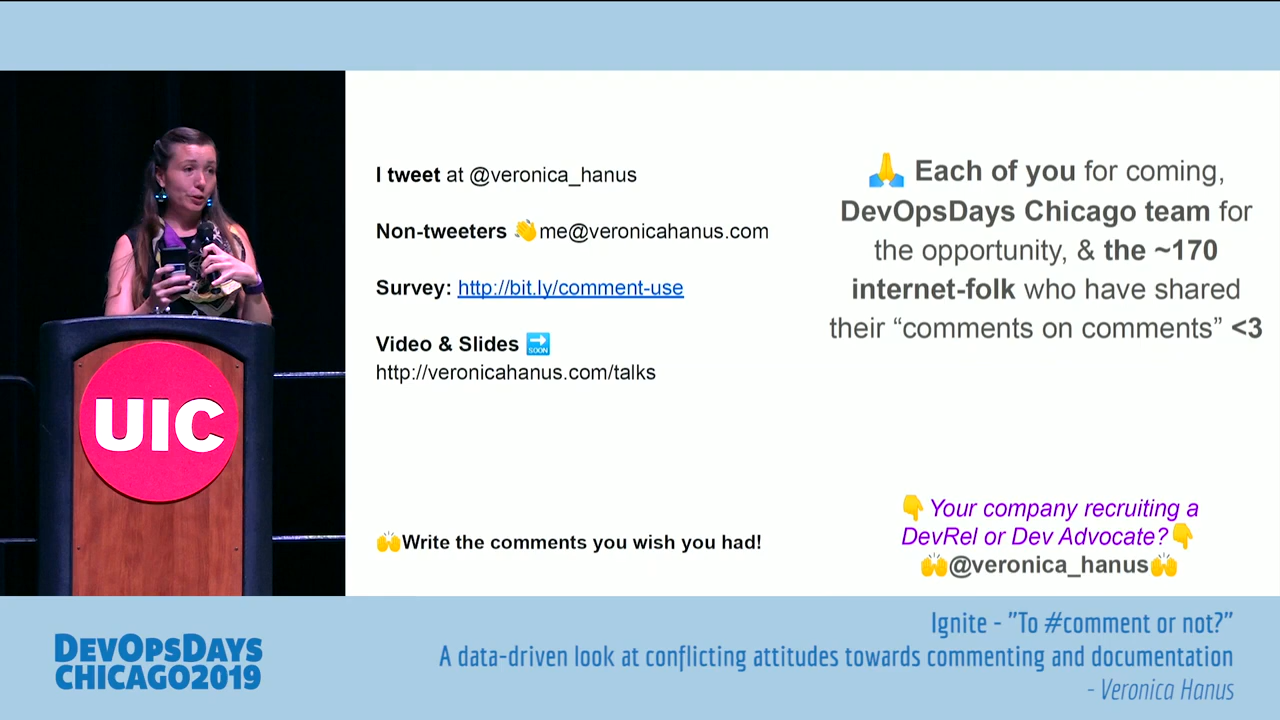 I tweet at @veronica_hanus
Non-tweeters 👋me@veronicahanus.com
Survey: http://bit.ly/comment-use
Video & Slides ➡ SOON
http://veronicahanus.com/talks
🙌Write the comments you wish you had!
🙏 Each of you for coming,
DevOpsDays Chicago team for
the opportunity, & the ~170
internet-folk who have shared
their “comments on comments” <3
👇Your company recruiting a
DevRel or Dev Advocate?👇
🙌@veronica_hanus🙌
UIC
DevOpsDays
CHICAGO2019
Ignite - "To #comment or not?"
A data-driven look at conflicting attitudes towards commenting and documentation
- Veronica Hanus